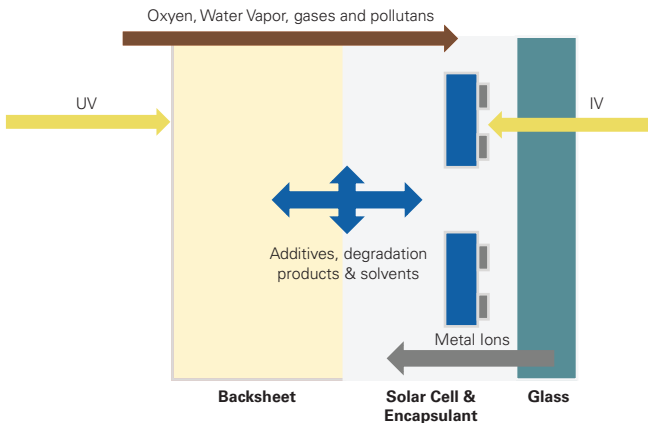 Oxyen, Water Vapor, gases and pollutans
UV
IV
Additives, degradation
products & solvents
Metal Ions
Backsheet
Solar Cell &
Encapsulant
Glass